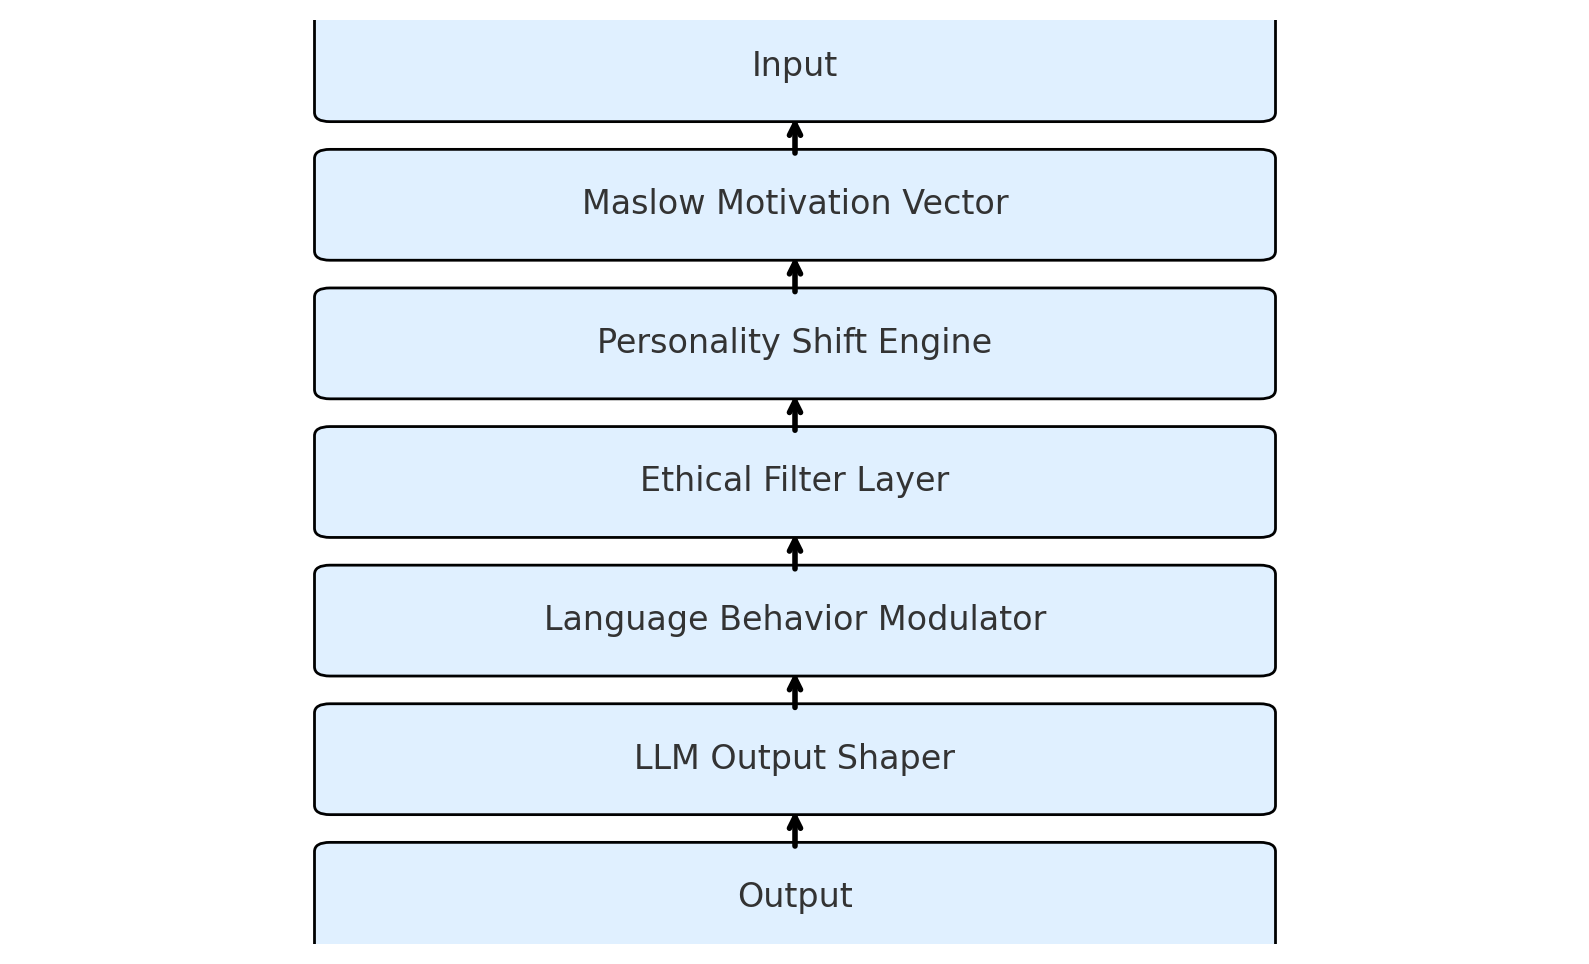 Input
Maslow Motivation Vector
Personality Shift Engine
Ethical Filter Layer
Language Behavior Modulator
LLM Output Shaper
Output